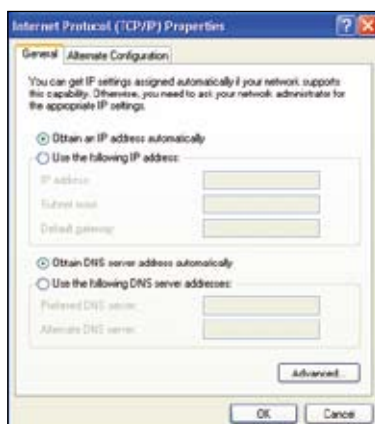 Internet Protocol (TCP/IP) Properties
General
Alternate Configuration
You can get IP settings assigned automatically if your network supports
this capability. Otherwise, you need to ask your network administrator for
the appropriate IP settings.
Obtain an IP address automatically
Use the following IP address:
IP address:
Subnet mask:
Default gateway:
Obtain DNS server address automatically
Use the following DNS server addresses:
Preferred DNS server:
Alternate DNS server:
Advanced...
OK
Cancel